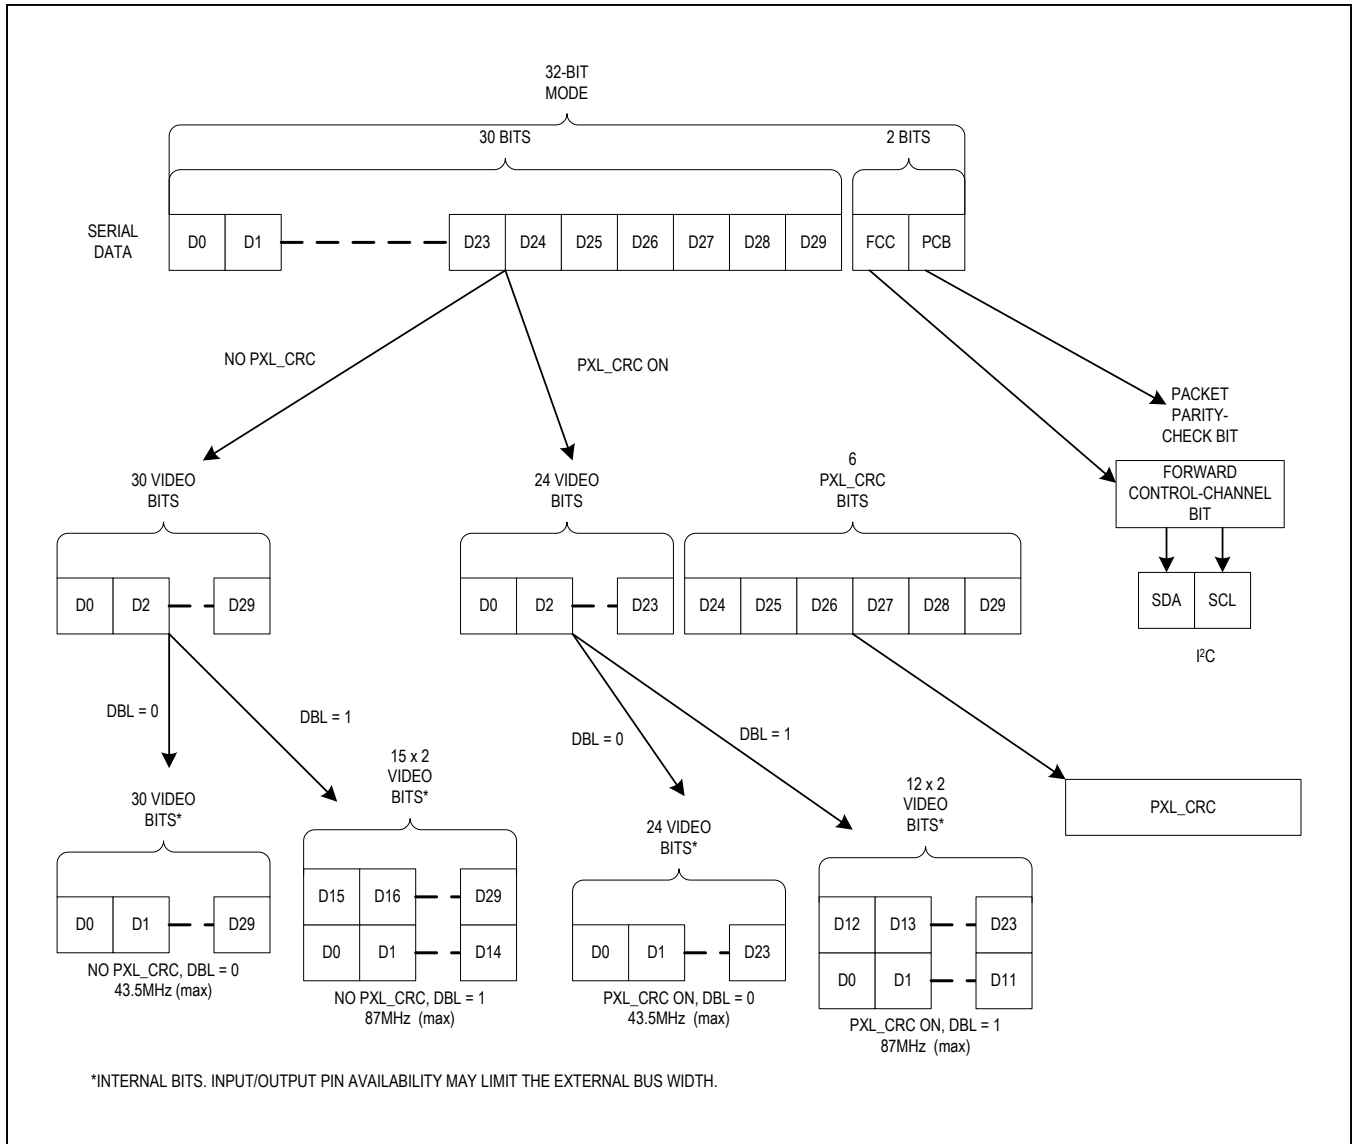 32-BIT
MODE
30 BITS
2 BITS
SERIAL
DATA
D0 D1 D23 D24 D25 D26 D27 D28 D29 FCC PCB
NO PXL_CRC
PXL_CRC ON
PACKET
PARITY-
CHECK BIT
FORWARD
CONTROL-CHANNEL
BIT
SDA SCL
I²C
30 VIDEO
BITS
24 VIDEO
BITS
6
PXL_CRC
BITS
D0 D2 D29
D0 D2 D23
D24 D25 D26 D27 D28 D29
DBL = 0
DBL = 1
DBL = 0
DBL = 1
30 VIDEO
BITS*
15 x 2
VIDEO
BITS*
24 VIDEO
BITS*
12 x 2
VIDEO
BITS*
PXL_CRC
D0 D1 D29
NO PXL_CRC, DBL = 0
43.5MHz (max)
D15 D16 D29
D0 D1 D14
NO PXL_CRC, DBL = 1
87MHz (max)
D0 D1 D23
PXL_CRC ON, DBL = 0
43.5MHz (max)
D12 D13 D23
D0 D1 D11
PXL_CRC ON, DBL = 1
87MHz (max)
*INTERNAL BITS. INPUT/OUTPUT PIN AVAILABILITY MAY LIMIT THE EXTERNAL BUS WIDTH.